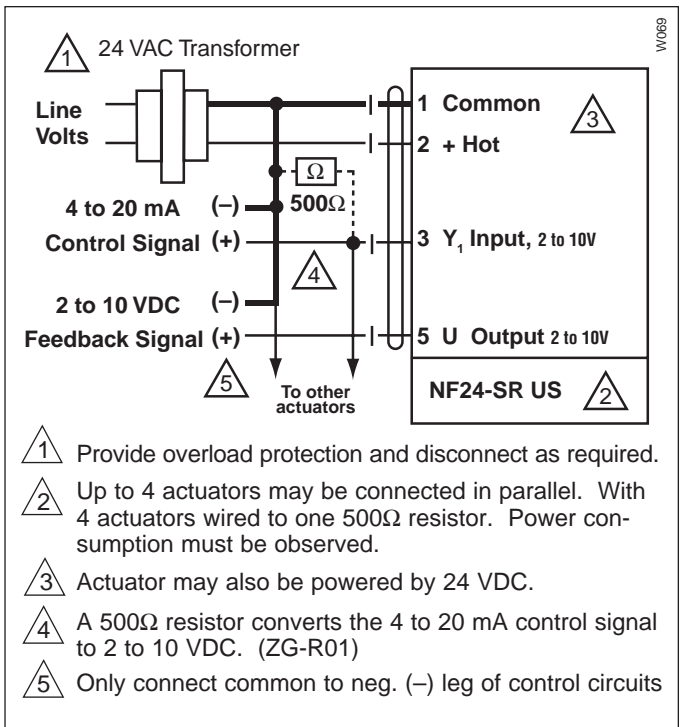 W069
1 24 VAC Transformer
Line
Volts
1 Common
3
2 + Hot
Ω
500Ω
4 to 20 mA (–)
Control Signal (+)
3 Y₁ Input, 2 to 10V
4
2 to 10 VDC (–)
Feedback Signal (+)
5 U Output 2 to 10V
5
To other
actuators
NF24-SR US 2
1 Provide overload protection and disconnect as required.
2 Up to 4 actuators may be connected in parallel. With
4 actuators wired to one 500Ω resistor. Power con-
sumption must be observed.
3 Actuator may also be powered by 24 VDC.
4 A 500Ω resistor converts the 4 to 20 mA control signal
to 2 to 10 VDC. (ZG-R01)
5 Only connect common to neg. (–) leg of control circuits